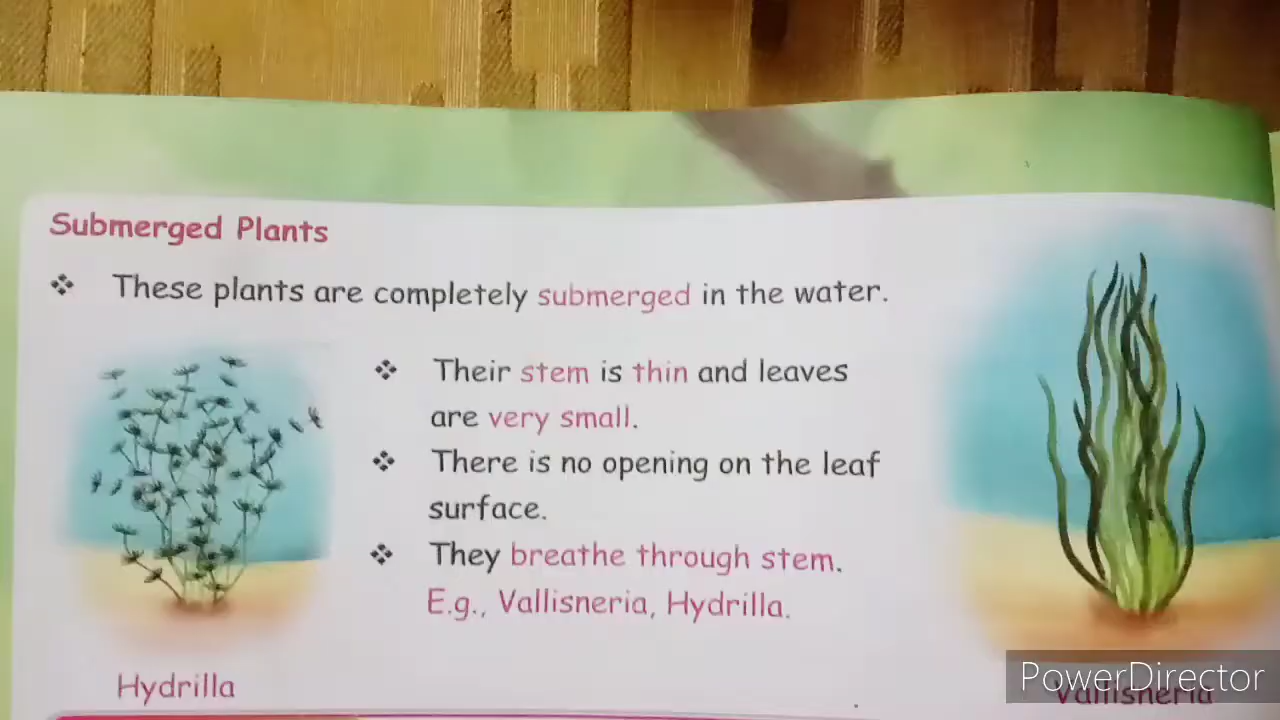 Submerged Plants
❖ These plants are completely submerged in the water.
❖ Their stem is thin and leaves
are very small.
❖ There is no opening on the leaf
surface.
❖ They breathe through stem.
E.g., Vallisneria, Hydrilla.
Hydrilla
Vallisneria
PowerDirector